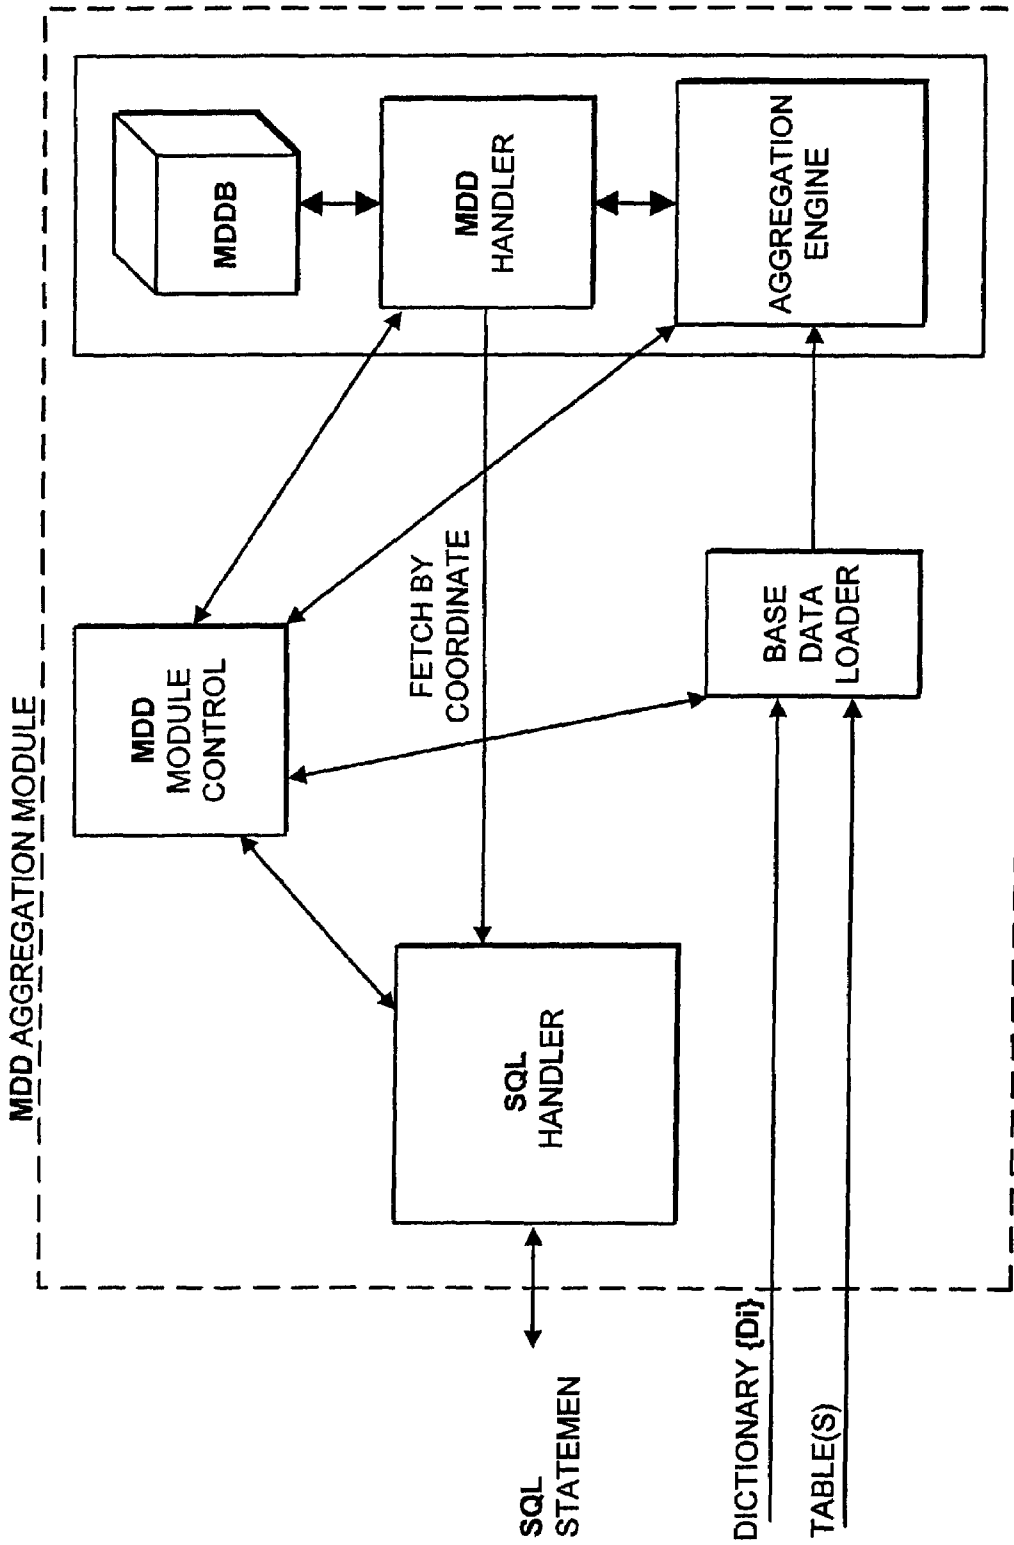 MDD AGGREGATION MODULE
MDD
MODULE
CONTROL
MDDB
MDD
HANDLER
AGGREGATION
ENGINE
FETCH BY
COORDINATE
SQL
HANDLER
BASE
DATA
LOADER
SQL
STATEMEN
DICTIONARY {Di}
TABLE(S)